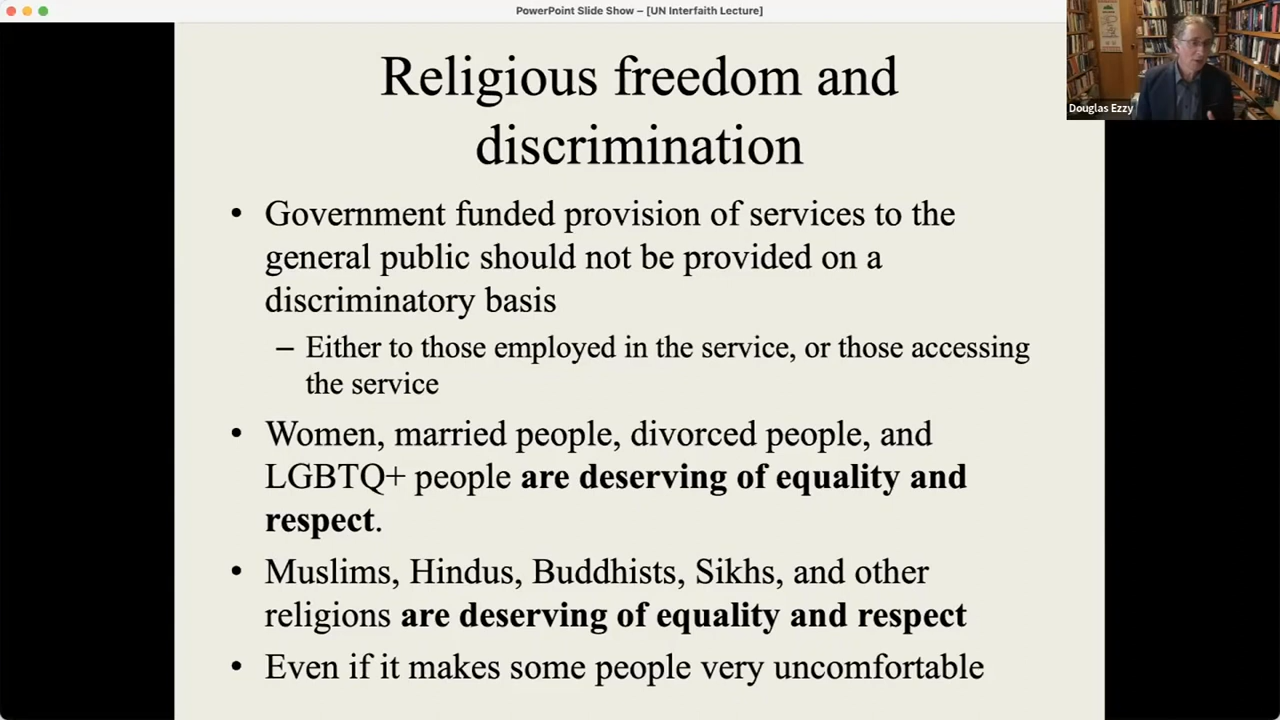 PowerPoint Slide Show – [UN Interfaith Lecture]
Douglas Ezzy
Religious freedom and
discrimination
• Government funded provision of services to the
general public should not be provided on a
discriminatory basis
– Either to those employed in the service, or those accessing
the service
• Women, married people, divorced people, and
LGBTQ+ people are deserving of equality and
respect.
• Muslims, Hindus, Buddhists, Sikhs, and other
religions are deserving of equality and respect
• Even if it makes some people very uncomfortable